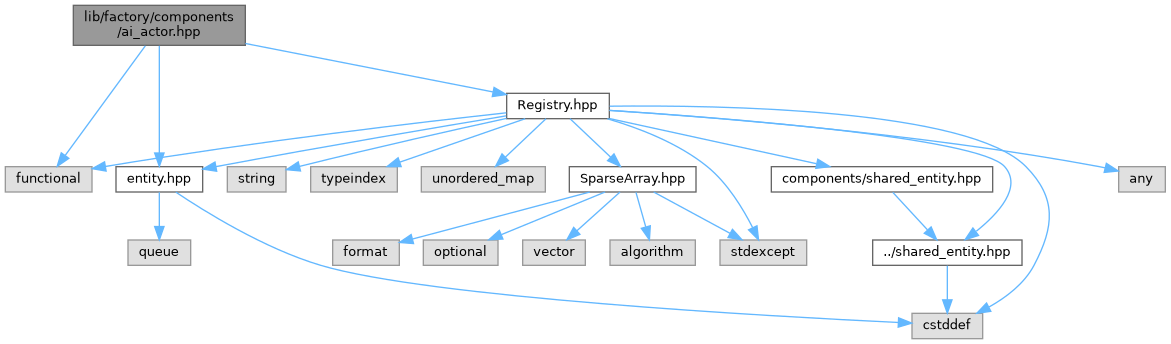 lib/factory/components
/ai_actor.hpp
Registry.hpp
functional
entity.hpp
string
typeindex
unordered_map
SparseArray.hpp
components/shared_entity.hpp
any
queue
format
optional
vector
algorithm
stdexcept
../shared_entity.hpp
cstddef